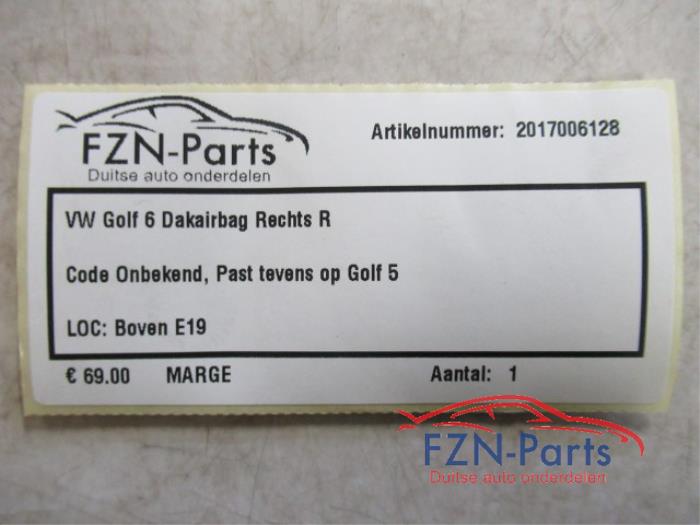 FZN-Parts
Duitse auto onderdelen
Artikelnummer: 2017006128
VW Golf 6 Dakairbag Rechts R
Code Onbekend, Past tevens op Golf 5
LOC: Boven E19
€ 69.00 MARGE Aantal: 1
FZN-Parts
Duitse auto onderdelen